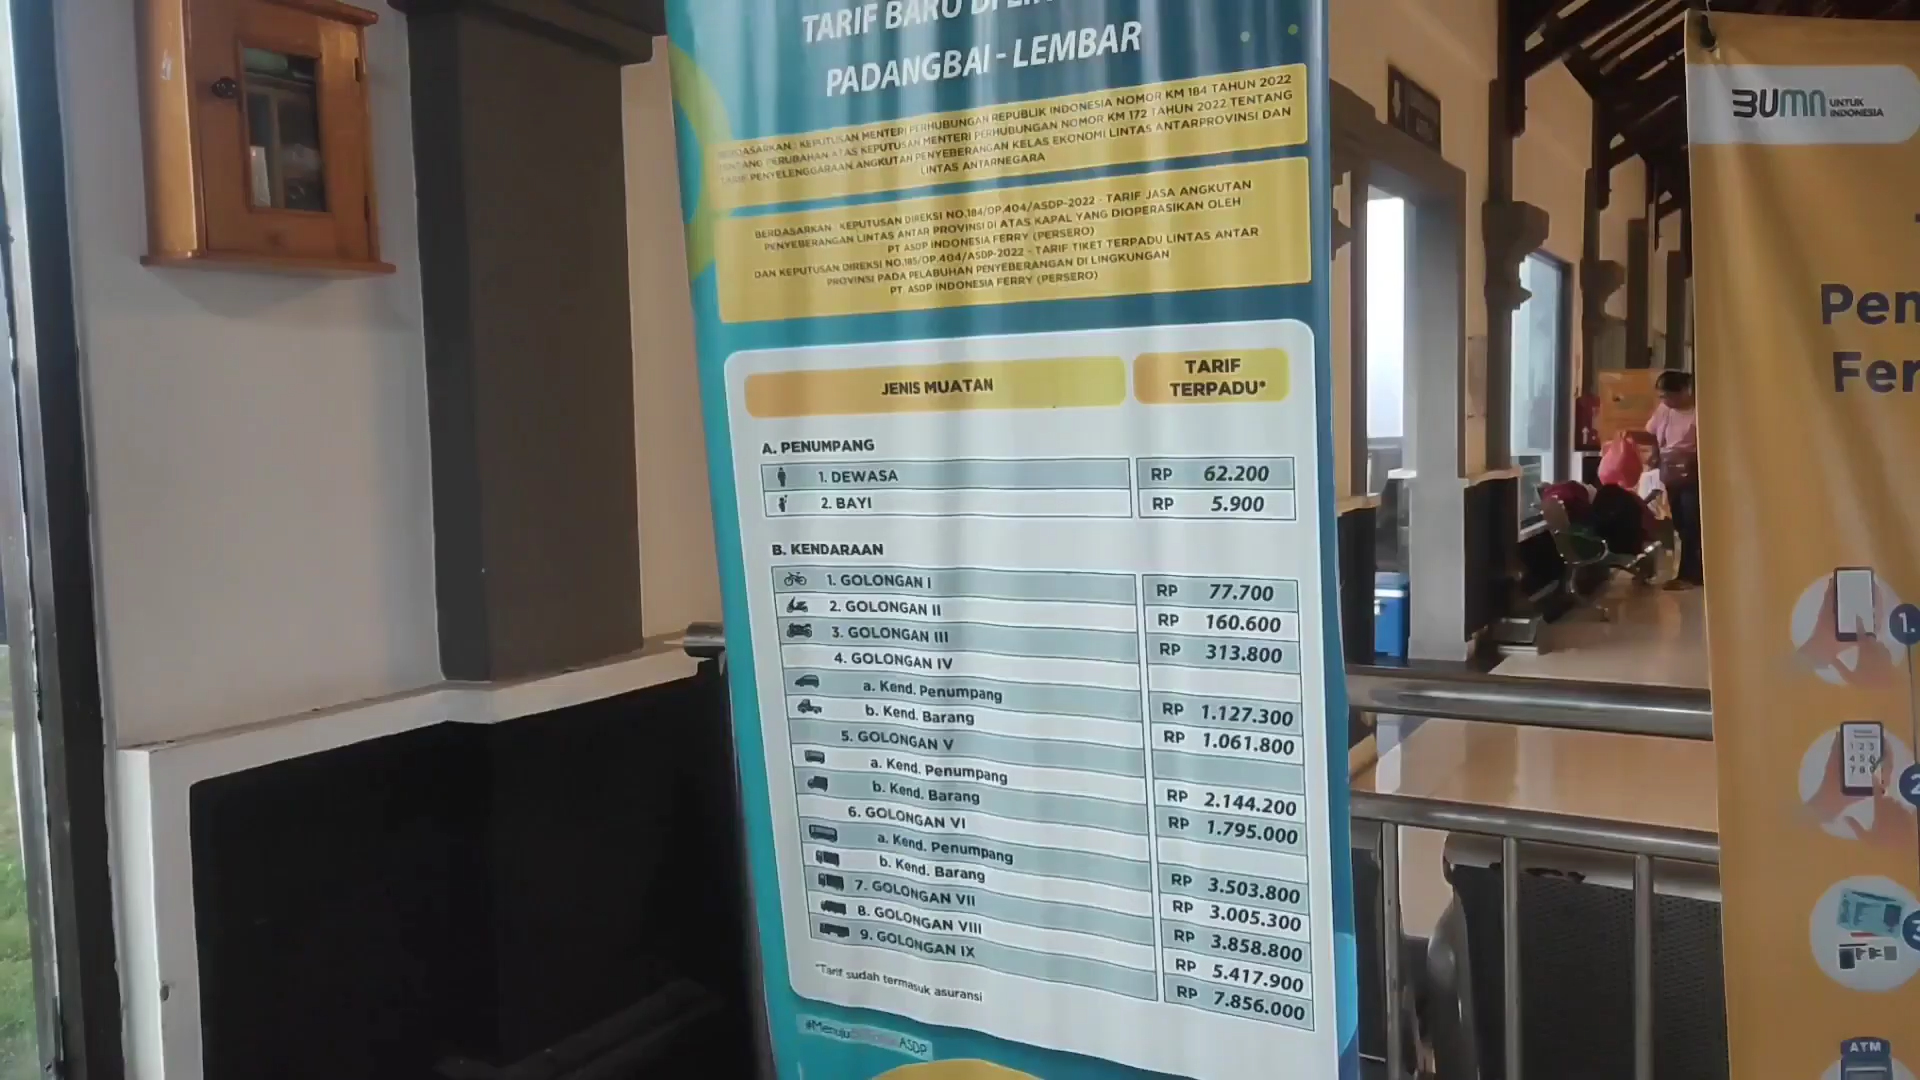 TARIF BARU
PADANGBAI - LEMBAR
BERDASARKAN : KEPUTUSAN MENTERI PERHUBUNGAN REPUBLIK INDONESIA NOMOR KM 184 TAHUN 2022
TENTANG PERUBAHAN ATAS KEPUTUSAN MENTERI PERHUBUNGAN NOMOR KM 172 TAHUN 2022 TENTANG
TARIF PENYELENGGARAAN ANGKUTAN PENYEBERANGAN KELAS EKONOMI LINTAS ANTARPROVINSI DAN
LINTAS ANTARNEGARA
BERDASARKAN : KEPUTUSAN DIREKSI NO.184/OP.404/ASDP-2022 - TARIF JASA ANGKUTAN
PENYEBERANGAN LINTAS ANTAR PROVINSI DI ATAS KAPAL YANG DIOPERASIKAN OLEH
PT ASDP INDONESIA FERRY (PERSERO)
DAN KEPUTUSAN DIREKSI NO.185/OP.404/ASDP-2022 - TARIF TIKET TERPADU LINTAS ANTAR
PROVINSI PADA PELABUHAN PENYEBERANGAN DI LINGKUNGAN
PT. ASDP INDONESIA FERRY (PERSERO)
JENIS MUATAN
TARIF
TERPADU*
A. PENUMPANG
1. DEWASA RP 62.200
2. BAYI RP 5.900
B. KENDARAAN
1. GOLONGAN I RP 77.700
2. GOLONGAN II RP 160.600
3. GOLONGAN III RP 313.800
4. GOLONGAN IV
a. Kend. Penumpang RP 1.127.300
b. Kend. Barang RP 1.061.800
5. GOLONGAN V
a. Kend. Penumpang RP 2.144.200
b. Kend. Barang RP 1.795.000
6. GOLONGAN VI
a. Kend. Penumpang RP 3.503.800
b. Kend. Barang RP 3.005.300
7. GOLONGAN VII RP 3.858.800
8. GOLONGAN VIII RP 5.417.900
9. GOLONGAN IX RP 7.856.000
*Tarif sudah termasuk asuransi
ASDP
BUMN UNTUK
INDONESIA
Pen
Fer
1.
2
3
ATM